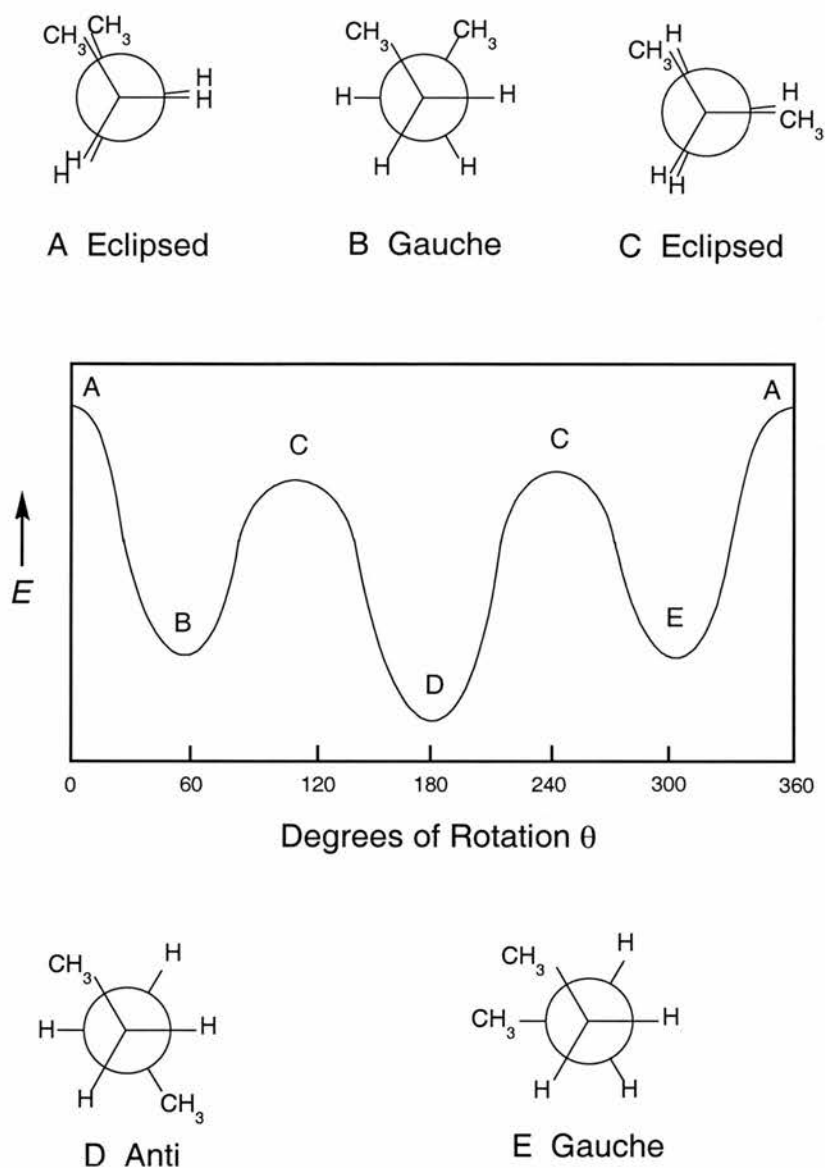 CH3 CH3
H
H
H
H
A Eclipsed
CH3 CH3
H H
H H
B Gauche
H
CH3
H
CH3
H
H
C Eclipsed
A A
C C
E
B E
D
0 60 120 180 240 300 360
Degrees of Rotation θ
CH3 H
H H
H CH3
D Anti
CH3 H
CH3 H
H H
E Gauche